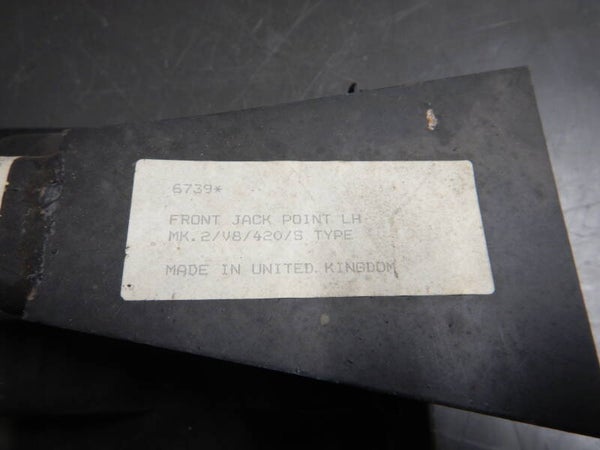 6739*
FRONT JACK POINT LH
MK.2/V8/420/S TYPE
MADE IN UNITED KINGDOM